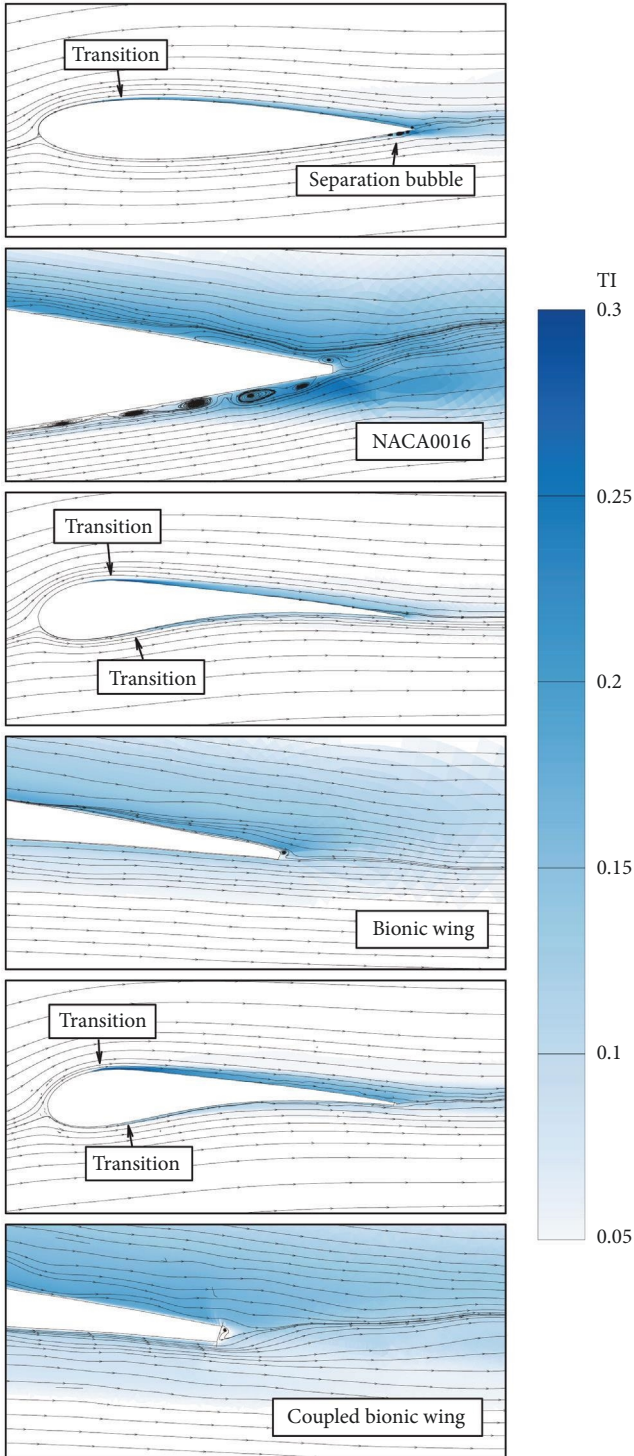 Transition
Separation bubble
NACA0016
Transition
Transition
Bionic wing
Transition
Transition
Coupled bionic wing
TI
0.3
0.25
0.2
0.15
0.1
0.05